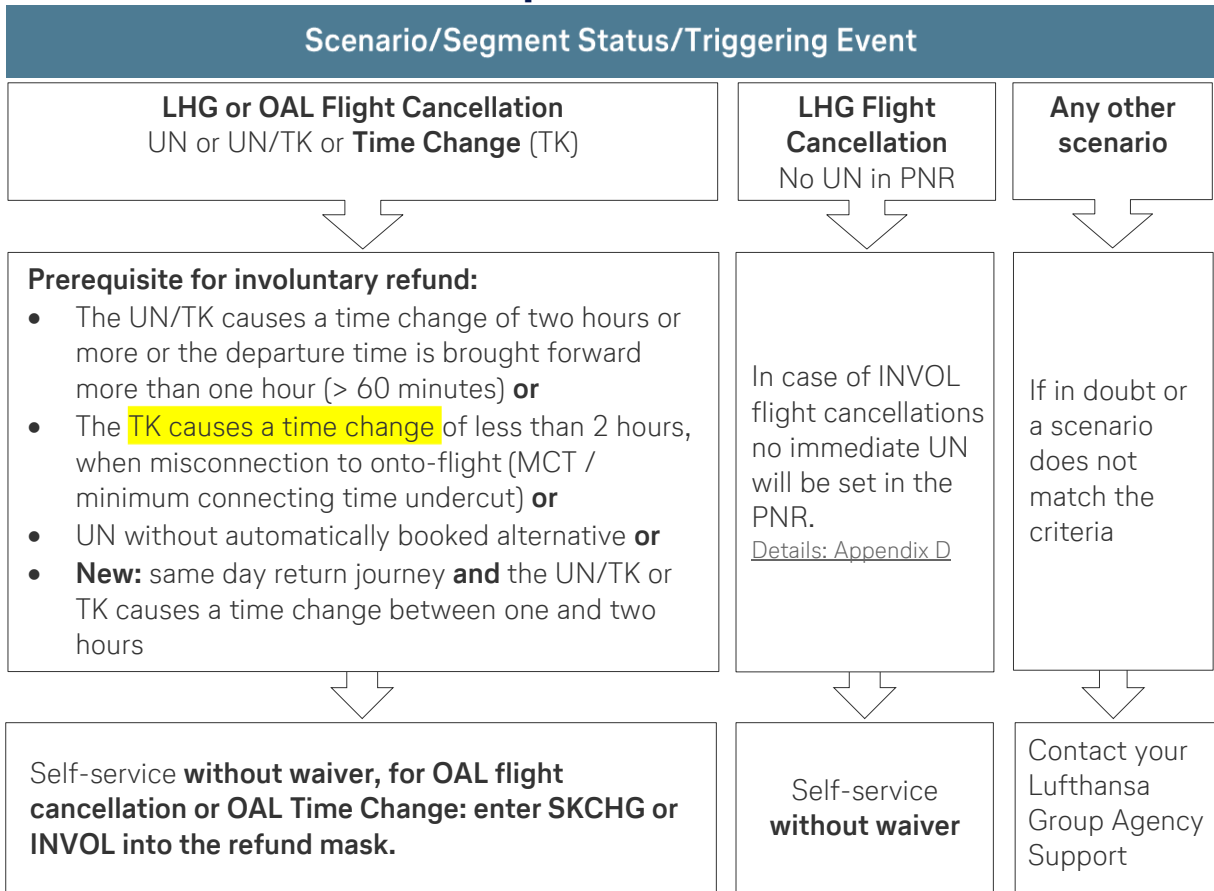 Scenario/Segment Status/Triggering Event
LHG or OAL Flight Cancellation
UN or UN/TK or Time Change (TK)
LHG Flight
Cancellation
No UN in PNR
Any other
scenario
Prerequisite for involuntary refund:
• The UN/TK causes a time change of two hours or
more or the departure time is brought forward
more than one hour (> 60 minutes) or
• The TK causes a time change of less than 2 hours,
when misconnection to onto-flight (MCT /
minimum connecting time undercut) or
• UN without automatically booked alternative or
• New: same day return journey and the UN/TK or
TK causes a time change between one and two
hours
In case of INVOL
flight cancellations
no immediate UN
will be set in the
PNR.
Details: Appendix D
If in doubt or
a scenario
does not
match the
criteria
Self-service without waiver, for OAL flight
cancellation or OAL Time Change: enter SKCHG or
INVOL into the refund mask.
Self-service
without waiver
Contact your
Lufthansa
Group Agency
Support